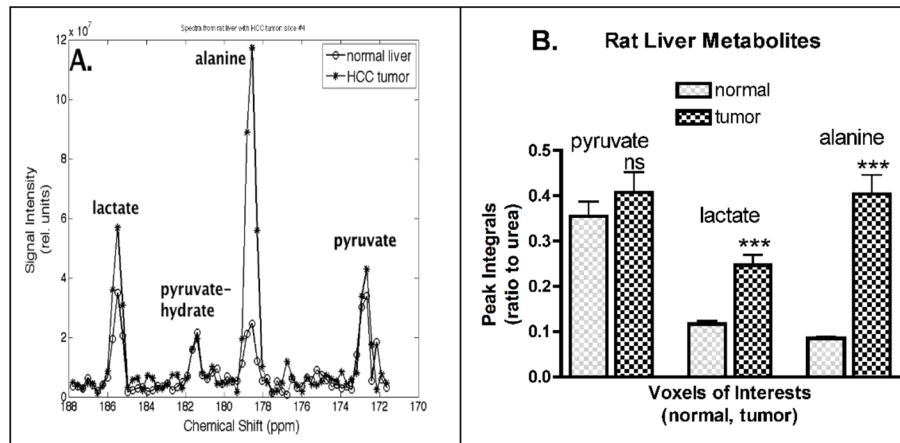 Spectra from rat liver with HCC tumor: slice #4
x 10^7
A.
normal liver
HCC tumor
alanine
lactate
pyruvate-
hydrate
pyruvate
Signal Intensity
(rel. units)
12
10
8
6
4
2
0
188 186 184 182 180 178 176 174 172 170
Chemical Shift (ppm)
B. Rat Liver Metabolites
normal
tumor
pyruvate
ns
lactate
***
alanine
***
Peak Integrals
(ratio to urea)
0.5
0.4
0.3
0.2
0.1
0.0
Voxels of Interests
(normal, tumor)